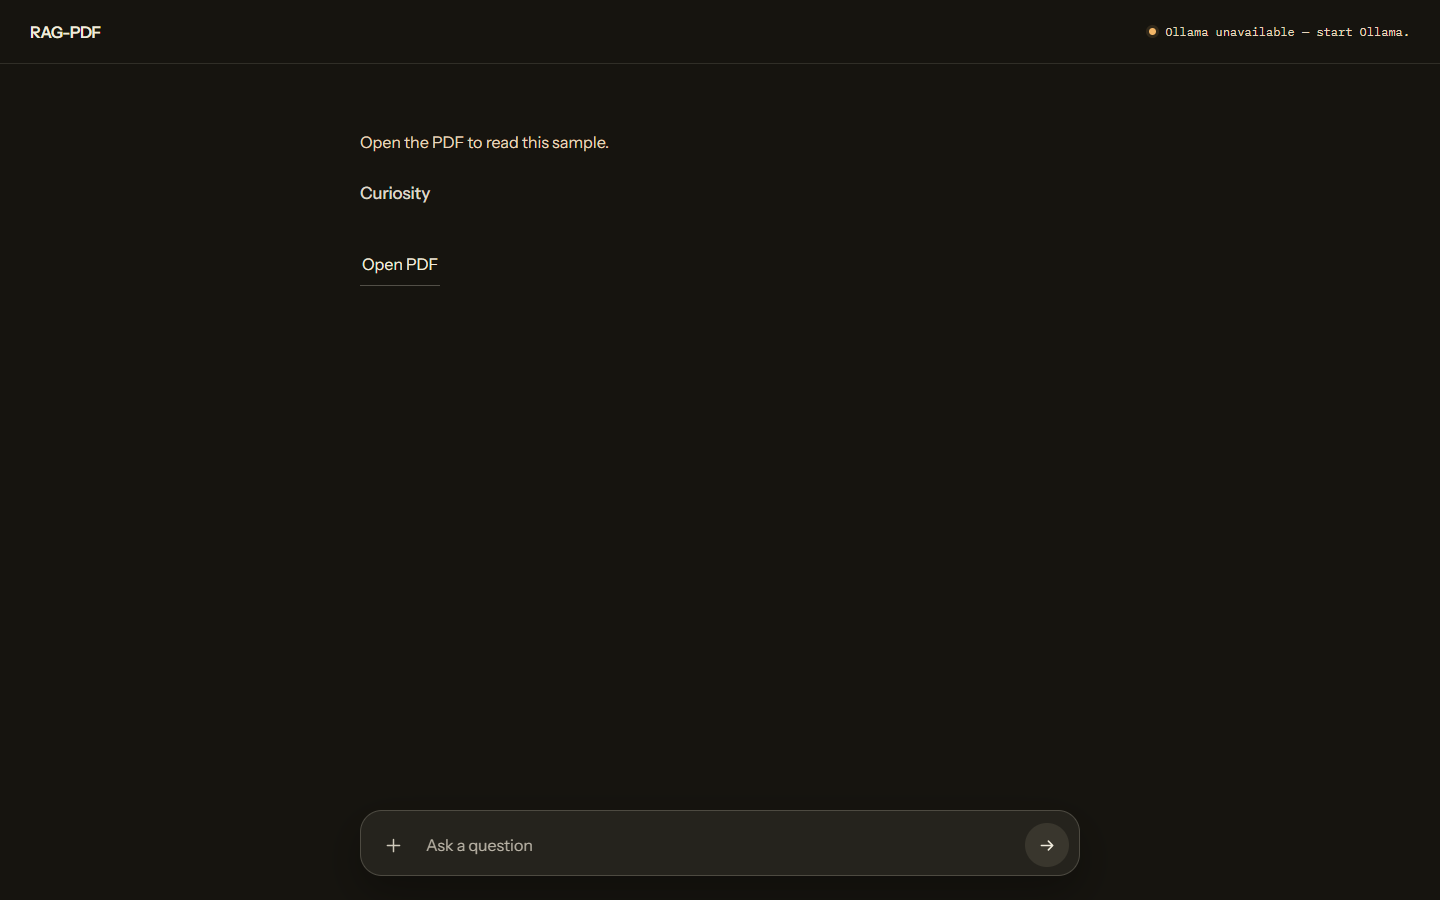 RAG-PDF
Ollama unavailable — start Ollama.
Open the PDF to read this sample.
Curiosity
Open PDF
Ask a question